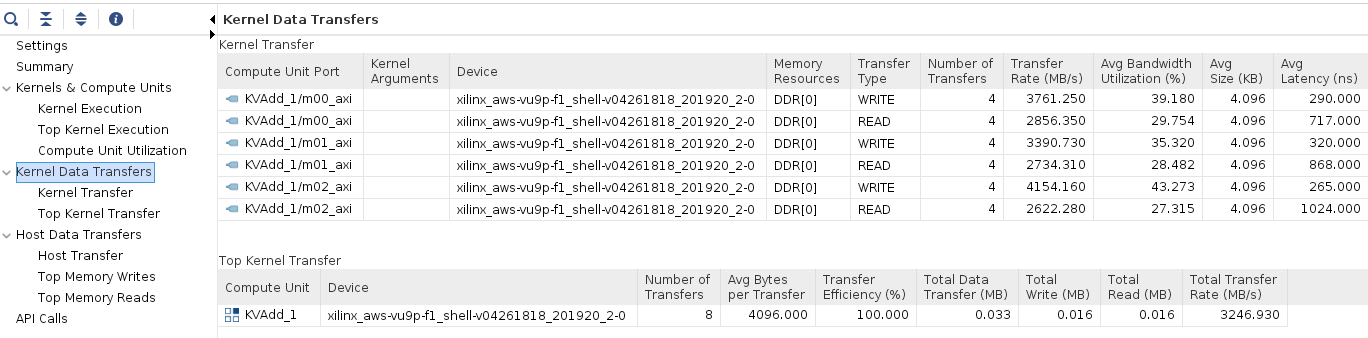 Kernel Data Transfers
Settings
Summary
Kernels & Compute Units
Kernel Execution
Top Kernel Execution
Compute Unit Utilization
Kernel Data Transfers
Kernel Transfer
Top Kernel Transfer
Host Data Transfers
Host Transfer
Top Memory Writes
Top Memory Reads
API Calls
Kernel Transfer
Compute Unit Port Kernel Arguments Device Memory Resources Transfer Type Number of Transfers Transfer Rate (MB/s) Avg Bandwidth Utilization (%) Avg Size (KB) Avg Latency (ns)
KVAdd_1/m00_axi xilinx_aws-vu9p-f1_shell-v04261818_201920_2-0 DDR[0] WRITE 4 3761.250 39.180 4.096 290.000
KVAdd_1/m00_axi xilinx_aws-vu9p-f1_shell-v04261818_201920_2-0 DDR[0] READ 4 2856.350 29.754 4.096 717.000
KVAdd_1/m01_axi xilinx_aws-vu9p-f1_shell-v04261818_201920_2-0 DDR[0] WRITE 4 3390.730 35.320 4.096 320.000
KVAdd_1/m01_axi xilinx_aws-vu9p-f1_shell-v04261818_201920_2-0 DDR[0] READ 4 2734.310 28.482 4.096 868.000
KVAdd_1/m02_axi xilinx_aws-vu9p-f1_shell-v04261818_201920_2-0 DDR[0] WRITE 4 4154.160 43.273 4.096 265.000
KVAdd_1/m02_axi xilinx_aws-vu9p-f1_shell-v04261818_201920_2-0 DDR[0] READ 4 2622.280 27.315 4.096 1024.000
Top Kernel Transfer
Compute Unit Device Number of Transfers Avg Bytes per Transfer Transfer Efficiency (%) Total Data Transfer (MB) Total Write (MB) Total Read (MB) Total Transfer Rate (MB/s)
KVAdd_1 xilinx_aws-vu9p-f1_shell-v04261818_201920_2-0 8 4096.000 100.000 0.033 0.016 0.016 3246.930